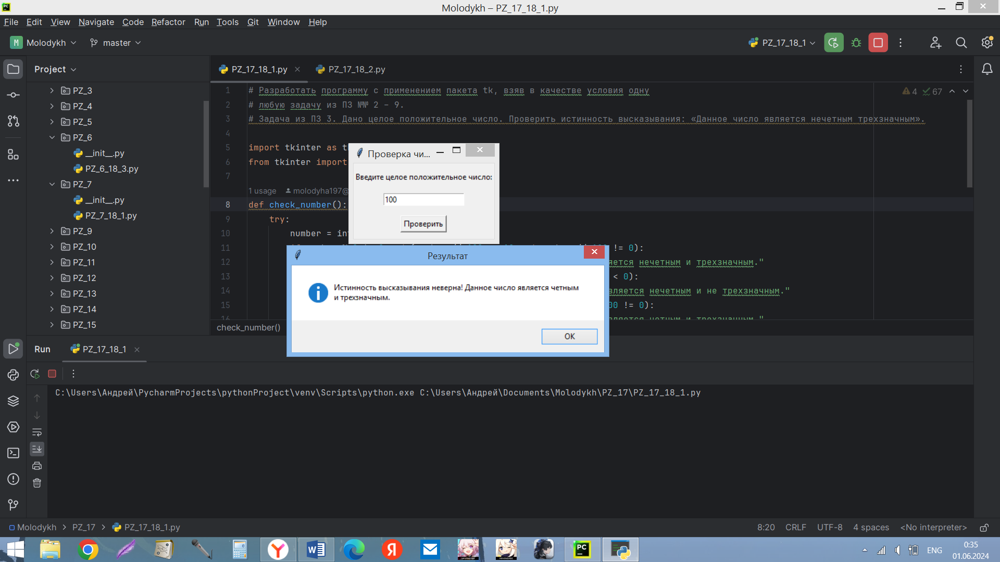 Molodykh – PZ_17_18_1.py
File Edit View Navigate Code Refactor Run Tools Git Window Help
M Molodykh master PZ_17_18_1
Project
PZ_17_18_1.py PZ_17_18_2.py
PZ_3
PZ_4
PZ_5
PZ_6
__init__.py
PZ_6_18_3.py
PZ_7
__init__.py
PZ_7_18_1.py
PZ_9
PZ_10
PZ_11
PZ_12
PZ_13
PZ_14
PZ_15
1 # Разработать программу с применением пакета tk, взяв в качестве условия одну
4 67
2 # любую задачу из ПЗ №№ 2 – 9.
3 # Задача из ПЗ 3. Дано целое положительное число. Проверить истинность высказывания: «Данное число является нечетным трехзначным».
4
5 import tkinter as
6 from tkinter import
7
1 usage molodyha197@
8 def check_number():
9 try:
10 number =
11 != 0):
12 нечетным и трехзначным."
13 < 0):
14 нечетным и не трехзначным."
15 != 0):
16
check_number()
Проверка чи...
Введите целое положительное число:
100
Проверить
Результат
Истинность высказывания неверна! Данное число является четным
и трехзначным.
OK
Run PZ_17_18_1
C:\Users\Андрей\PycharmProjects\pythonProject\venv\Scripts\python.exe C:\Users\Андрей\Documents\Molodykh\PZ_17\PZ_17_18_1.py
Molodykh > PZ_17 > PZ_17_18_1.py
8:20 CRLF UTF-8 4 spaces <No interpreter>
ENG
0:35
01.06.2024